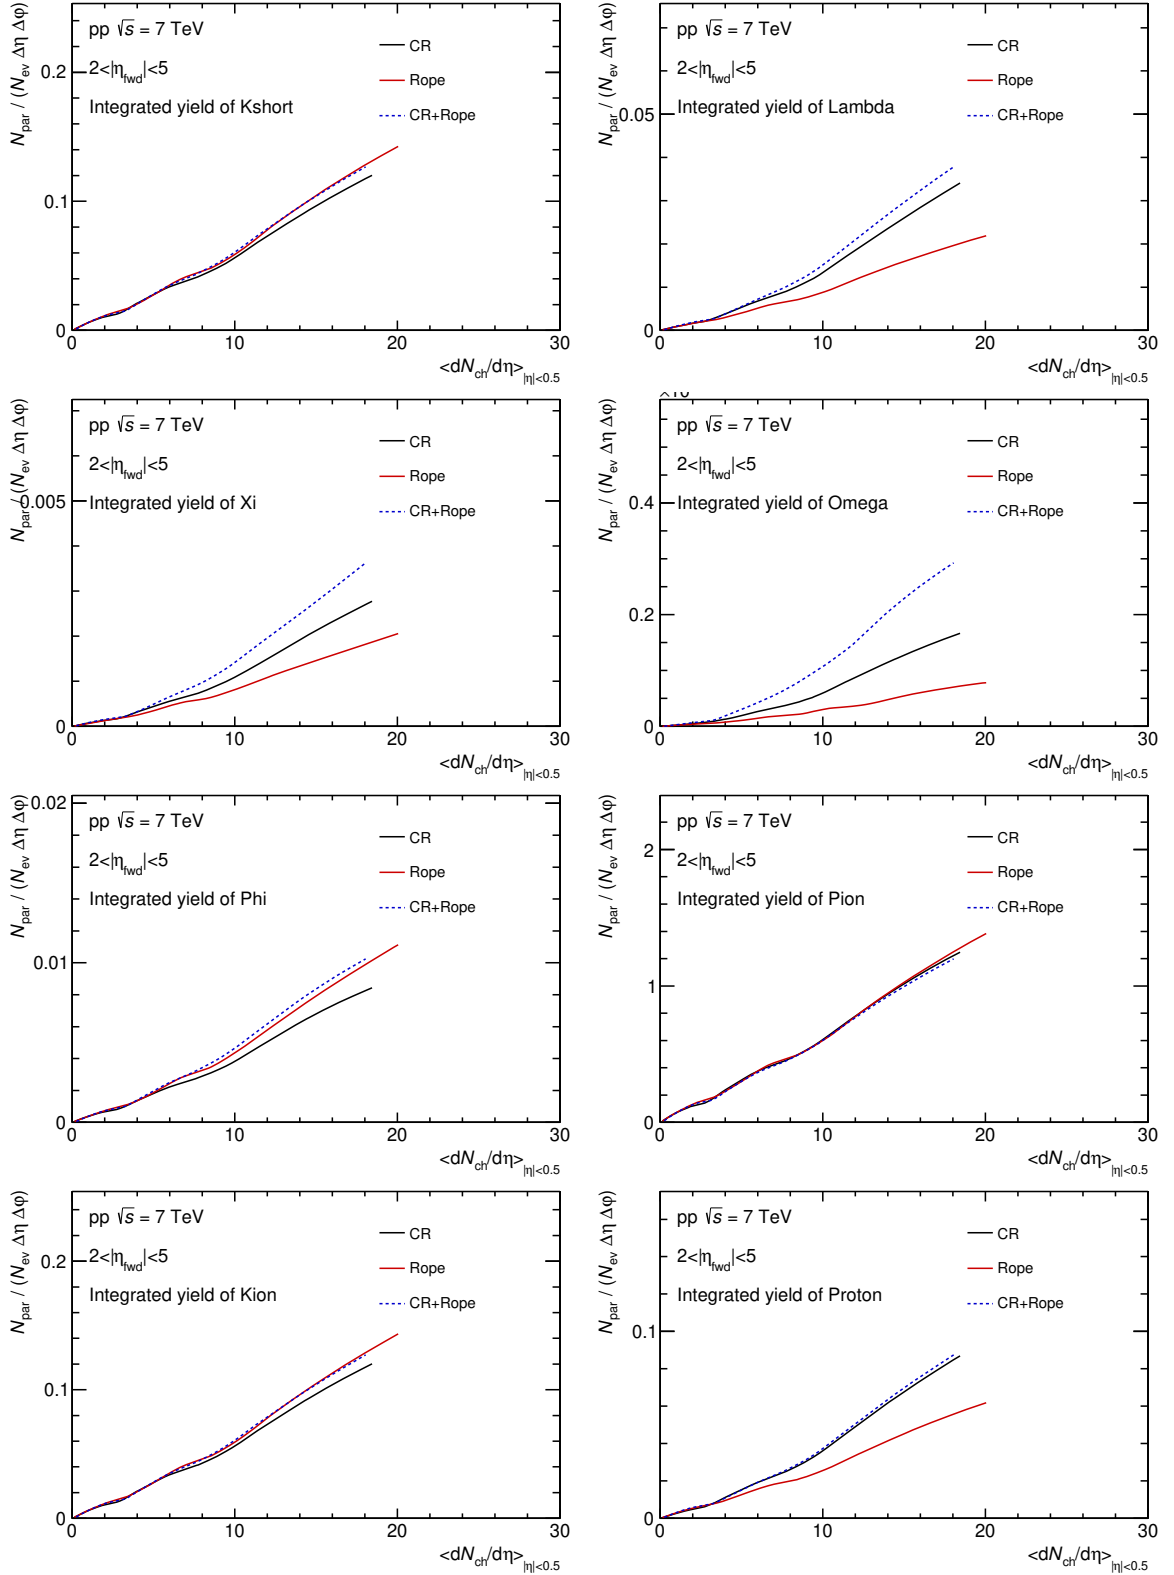 N_par / (N_ev Δη Δφ)
pp √s = 7 TeV
2<|η_fwd|<5
Integrated yield of Kshort
CR
Rope
CR+Rope
0.2
0.1
0
0 10 20 30
<dN_ch/dη>_|η|<0.5
N_par / (N_ev Δη Δφ)
pp √s = 7 TeV
2<|η_fwd|<5
Integrated yield of Lambda
CR
Rope
CR+Rope
0.05
0
0 10 20 30
<dN_ch/dη>_|η|<0.5
N_par / (N_ev Δη Δφ)
pp √s = 7 TeV
2<|η_fwd|<5
Integrated yield of Xi
CR
Rope
CR+Rope
0.005
0
0 10 20 30
<dN_ch/dη>_|η|<0.5
N_par / (N_ev Δη Δφ)
pp √s = 7 TeV
2<|η_fwd|<5
Integrated yield of Omega
CR
Rope
CR+Rope
0.4
0.2
0
0 10 20 30
<dN_ch/dη>_|η|<0.5
N_par / (N_ev Δη Δφ)
pp √s = 7 TeV
2<|η_fwd|<5
Integrated yield of Phi
CR
Rope
CR+Rope
0.02
0.01
0
0 10 20 30
<dN_ch/dη>_|η|<0.5
N_par / (N_ev Δη Δφ)
pp √s = 7 TeV
2<|η_fwd|<5
Integrated yield of Pion
CR
Rope
CR+Rope
2
1
0
0 10 20 30
<dN_ch/dη>_|η|<0.5
N_par / (N_ev Δη Δφ)
pp √s = 7 TeV
2<|η_fwd|<5
Integrated yield of Kion
CR
Rope
CR+Rope
0.2
0.1
0
0 10 20 30
<dN_ch/dη>_|η|<0.5
N_par / (N_ev Δη Δφ)
pp √s = 7 TeV
2<|η_fwd|<5
Integrated yield of Proton
CR
Rope
CR+Rope
0.1
0
0 10 20 30
<dN_ch/dη>_|η|<0.5